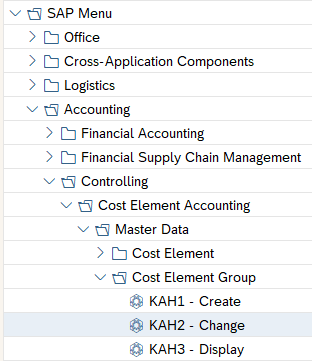 SAP Menu
Office
Cross-Application Components
Logistics
Accounting
Financial Accounting
Financial Supply Chain Management
Controlling
Cost Element Accounting
Master Data
Cost Element
Cost Element Group
KAH1 - Create
KAH2 - Change
KAH3 - Display